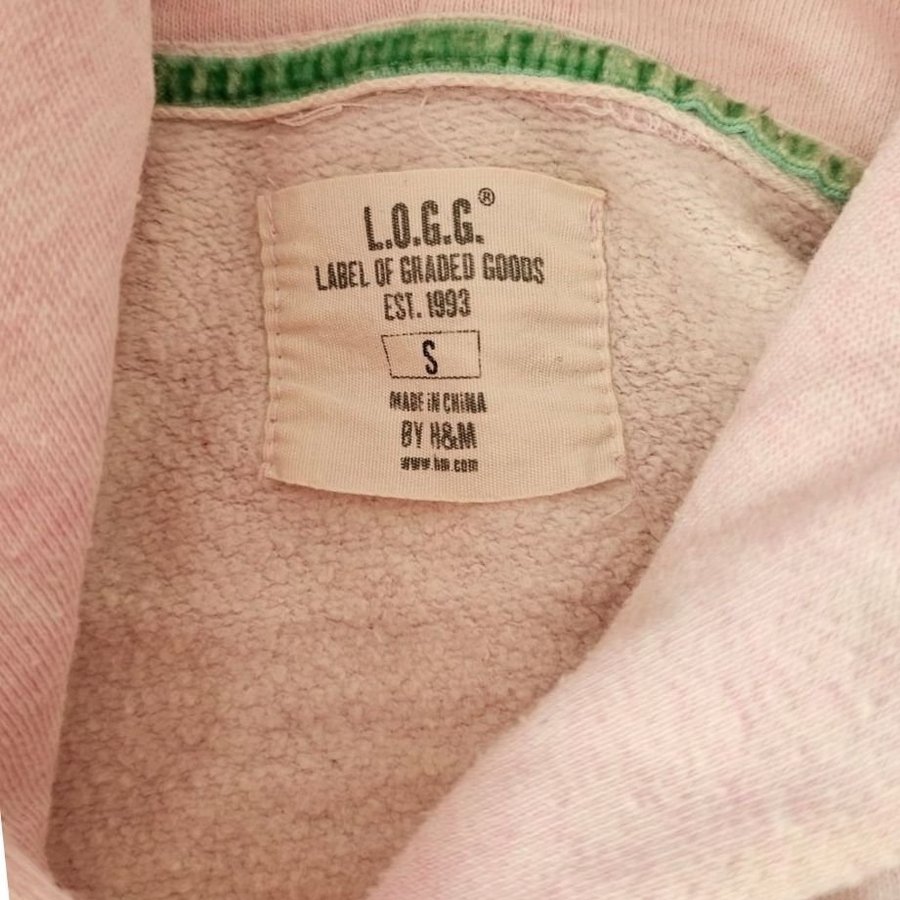 L.O.G.G.®
LABEL OF GRADED GOODS
EST. 1993
S
MADE IN CHINA
BY H&M
www.hm.com